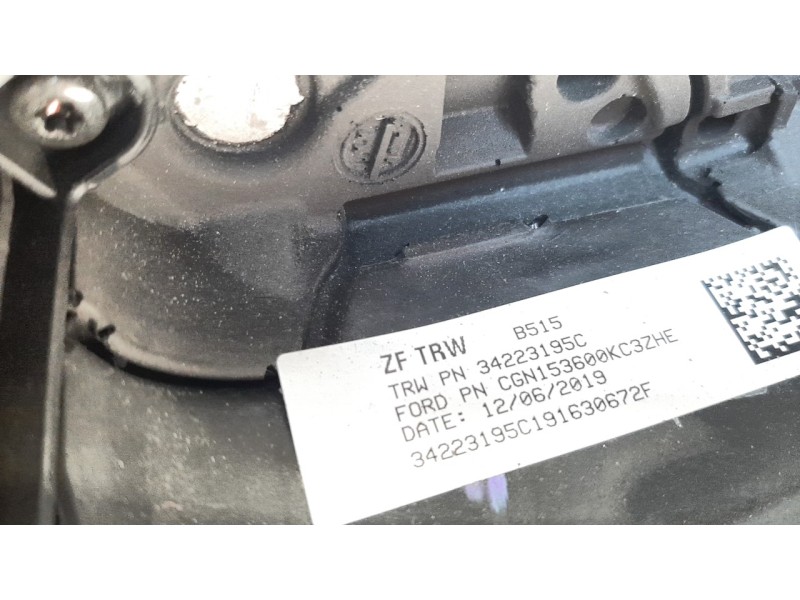 B515
ZF TRW
TRW PN 34223195C
FORD PN CGN153600KC3ZHE
DATE: 12/06/2019
34223195C191630672F